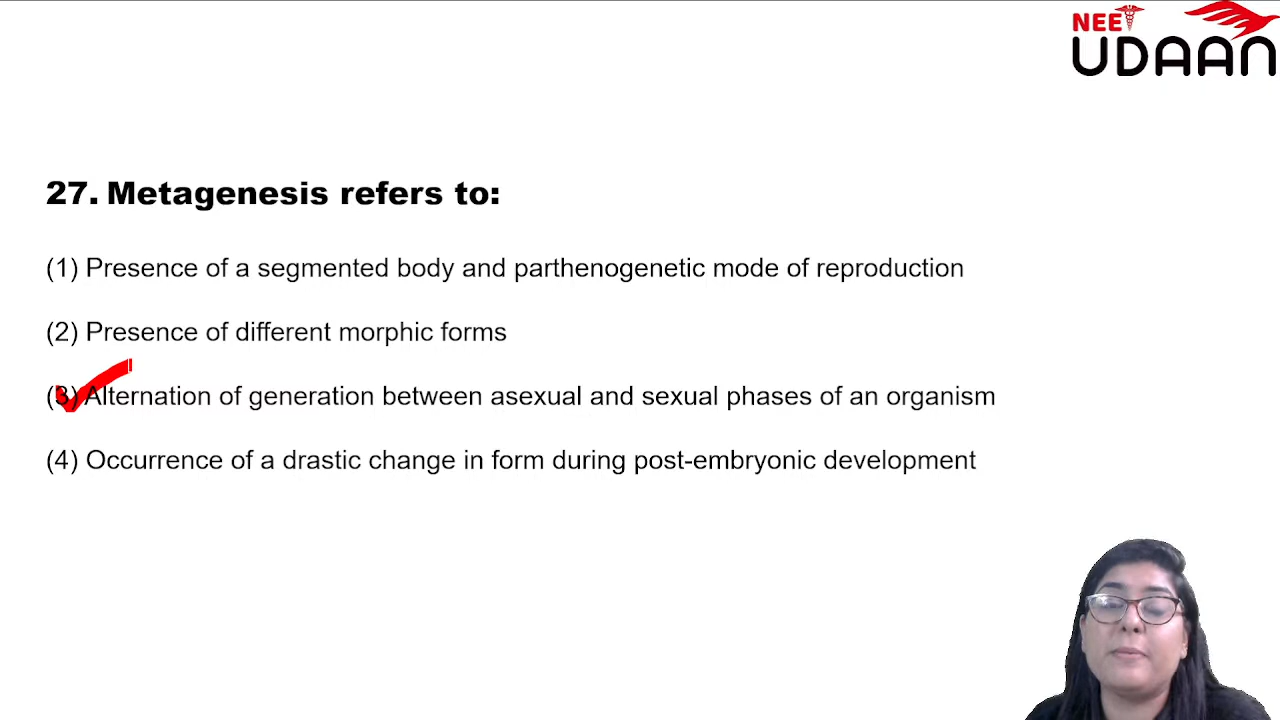 NEET
UDAAN
27. Metagenesis refers to:
(1) Presence of a segmented body and parthenogenetic mode of reproduction
(2) Presence of different morphic forms
(3) Alternation of generation between asexual and sexual phases of an organism
(4) Occurrence of a drastic change in form during post-embryonic development